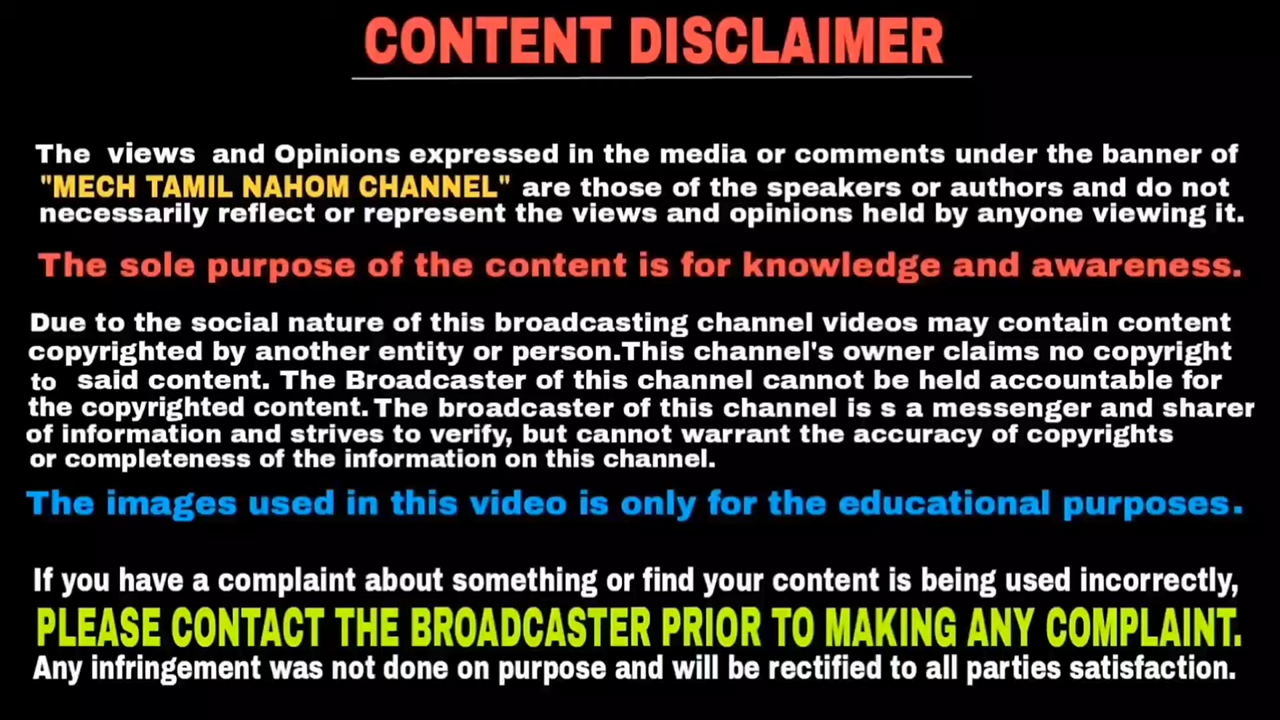 CONTENT DISCLAIMER
The views and Opinions expressed in the media or comments under the banner of
"MECH TAMIL NAHOM CHANNEL" are those of the speakers or authors and do not
necessarily reflect or represent the views and opinions held by anyone viewing it.
The sole purpose of the content is for knowledge and awareness.
Due to the social nature of this broadcasting channel videos may contain content
copyrighted by another entity or person.This channel's owner claims no copyright
to said content. The Broadcaster of this channel cannot be held accountable for
the copyrighted content. The broadcaster of this channel is s a messenger and sharer
of information and strives to verify, but cannot warrant the accuracy of copyrights
or completeness of the information on this channel.
The images used in this video is only for the educational purposes.
If you have a complaint about something or find your content is being used incorrectly,
PLEASE CONTACT THE BROADCASTER PRIOR TO MAKING ANY COMPLAINT.
Any infringement was not done on purpose and will be rectified to all parties satisfaction.